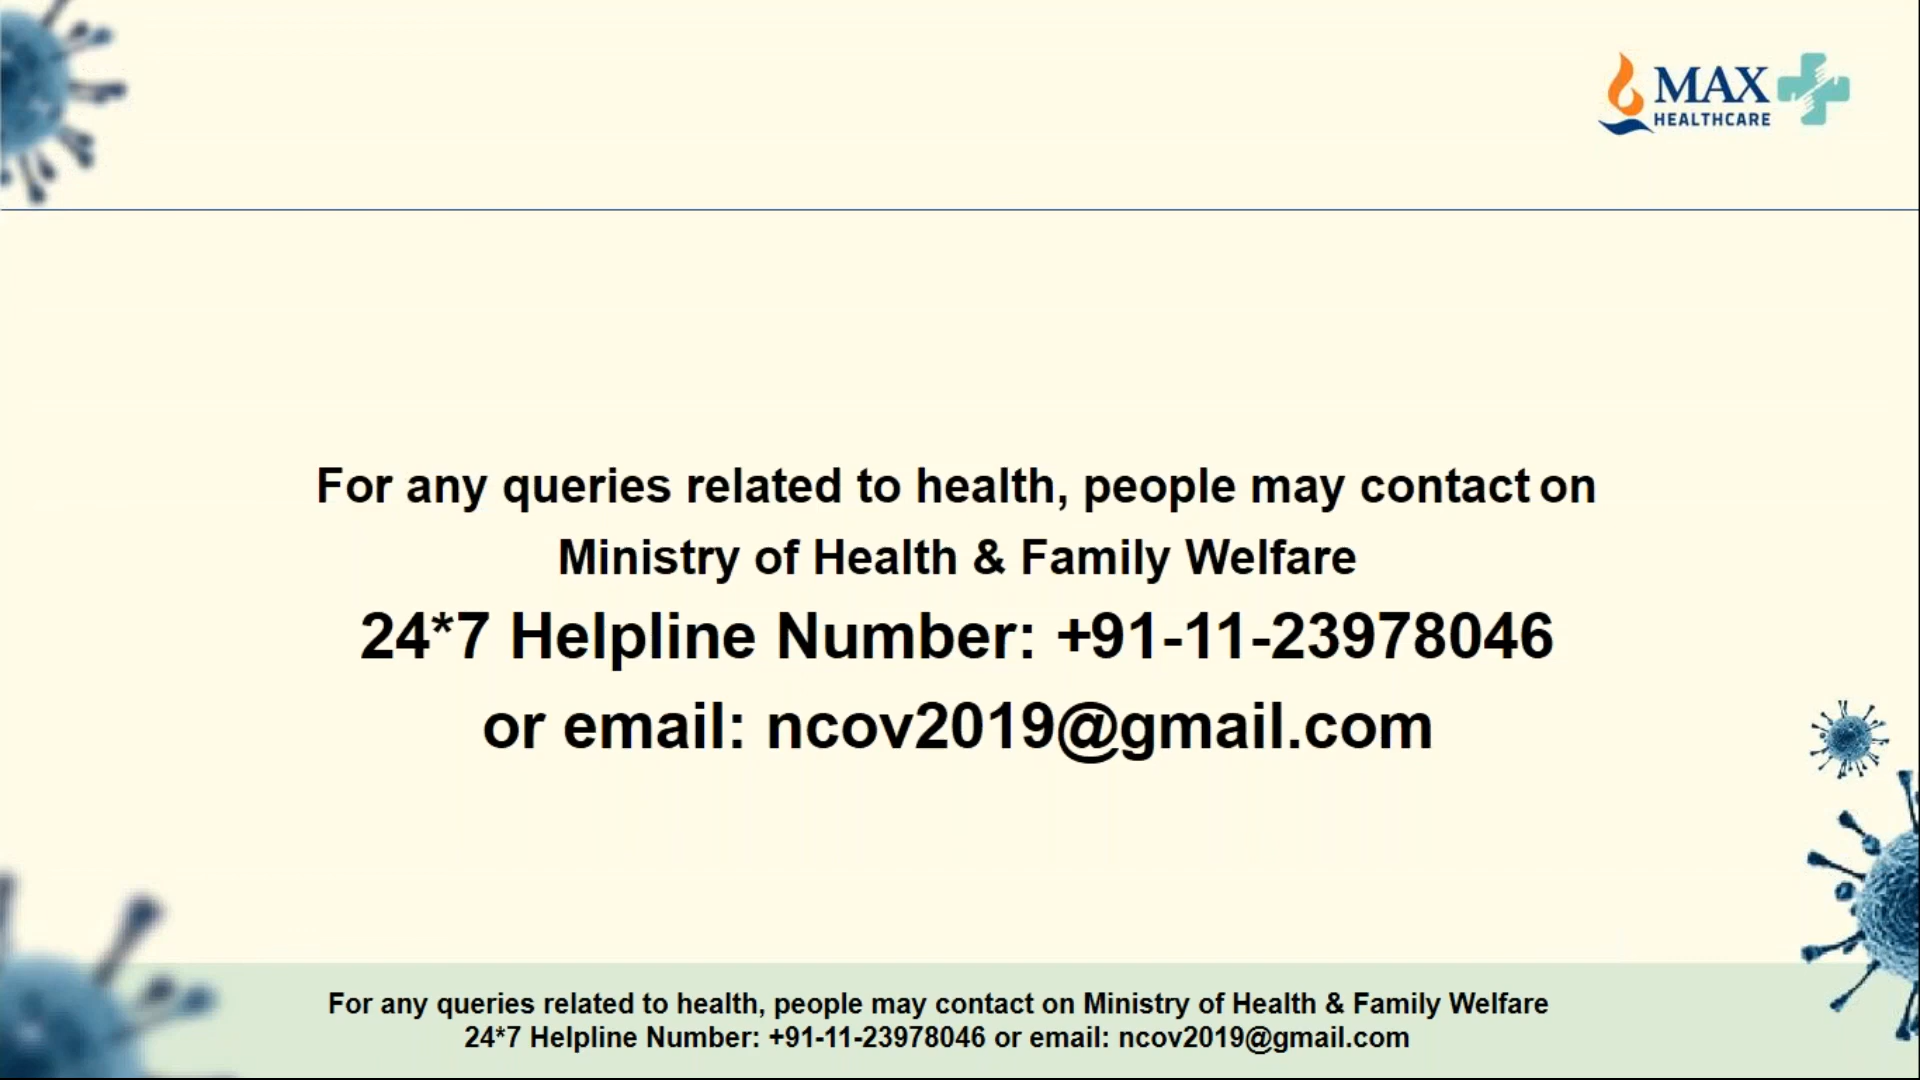 MAX
HEALTHCARE
For any queries related to health, people may contact on
Ministry of Health & Family Welfare
24*7 Helpline Number: +91-11-23978046
or email: ncov2019@gmail.com
For any queries related to health, people may contact on Ministry of Health & Family Welfare
24*7 Helpline Number: +91-11-23978046 or email: ncov2019@gmail.com